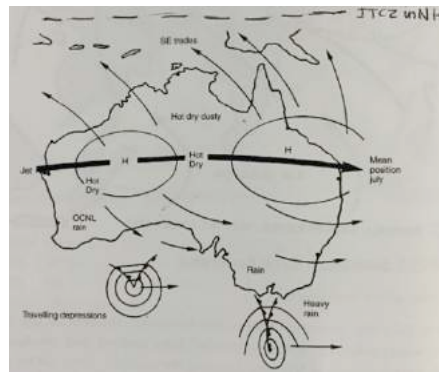 ITCZ in NH
SE trades
Hot dry dusty
Jet
H
Hot
Dry
H
Mean
position
july
Hot
Dry
OCNL
rain
Rain
Travelling depressions
Heavy
rain